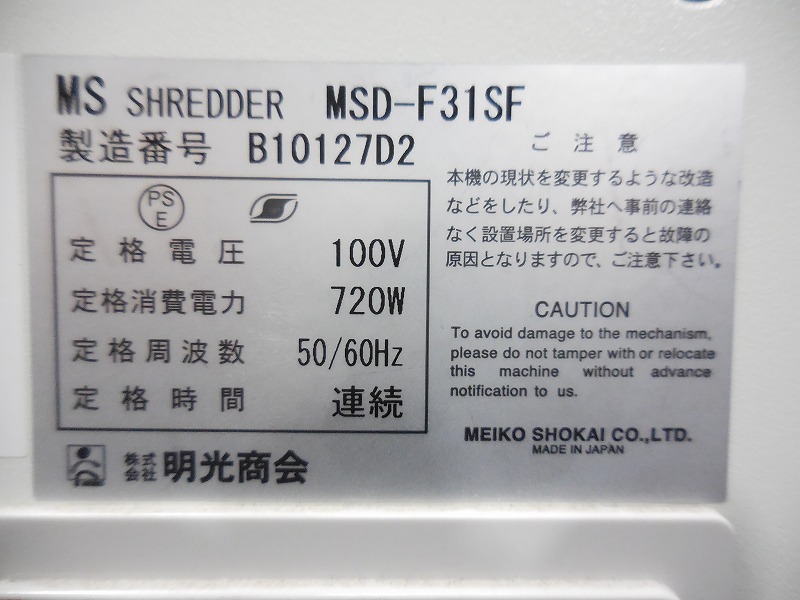 MS SHREDDER MSD-F31SF
製造番号 B10127D2
PS
E
定格電圧 100V
定格消費電力 720W
定格周波数 50/60Hz
定格時間 連続
株式
会社 明光商会
ご注意
本機の現状を変更するような改造
などをしたり、弊社へ事前の連絡
なく設置場所を変更すると故障の
原因となりますので、ご注意下さい。
CAUTION
To avoid damage to the mechanism,
please do not tamper with or relocate
this machine without advance
notification to us.
MEIKO SHOKAI CO.,LTD.
MADE IN JAPAN